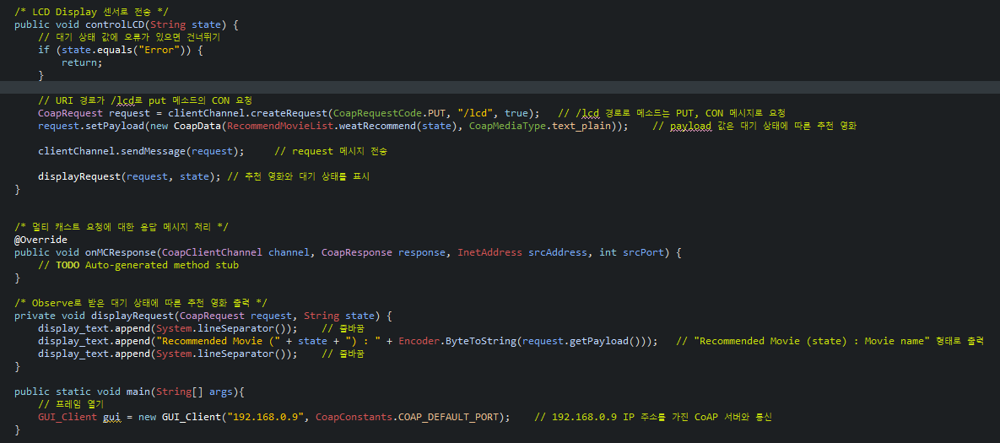 /* LCD Display 센서로 전송 */
public void controlLCD(String state) {
// 대기 상태 값에 오류가 있으면 건너뛰기
if (state.equals("Error")) {
return;
}
// URI 경로가 /lcd로 put 메소드의 CON 요청
CoapRequest request = clientChannel.createRequest(CoapRequestCode.PUT, "/lcd", true); // /lcd 경로로 메소드는 PUT, CON 메시지로 요청
request.setPayload(new CoapData(RecommendMovieList.weatRecommend(state), CoapMediaType.text_plain)); // payload 값은 대기 상태에 따른 추천 영화
clientChannel.sendMessage(request); // request 메시지 전송
displayRequest(request, state); // 추천 영화와 대기 상태를 표시
}
/* 멀티 캐스트 요청에 대한 응답 메시지 처리 */
@Override
public void onMCResponse(CoapClientChannel channel, CoapResponse response, InetAddress srcAddress, int srcPort) {
// TODO Auto-generated method stub
}
/* Observe로 받은 대기 상태에 따른 추천 영화 출력 */
private void displayRequest(CoapRequest request, String state) {
display_text.append(System.lineSeparator()); // 줄바꿈
display_text.append("Recommended Movie (" + state + ") : " + Encoder.ByteToString(request.getPayload())); // "Recommended Movie (state) : Movie name" 형태로 출력
display_text.append(System.lineSeparator()); // 줄바꿈
}
public static void main(String[] args){
// 프레임 열기
GUI_Client gui = new GUI_Client("192.168.0.9", CoapConstants.COAP_DEFAULT_PORT); // 192.168.0.9 IP 주소를 가진 CoAP 서버와 통신
}